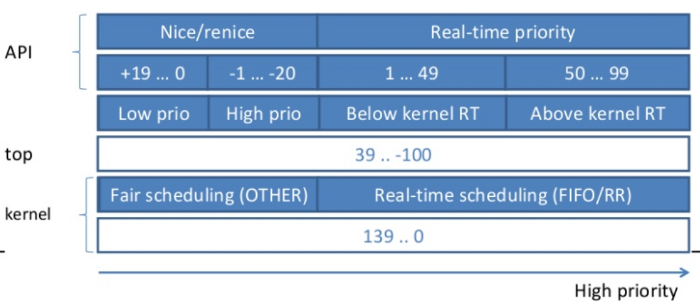 Nice/renice Real-time priority
API
+19 ... 0 -1 ... -20 1 ... 49 50 ... 99
Low prio High prio Below kernel RT Above kernel RT
top 39 .. -100
Fair scheduling (OTHER) Real-time scheduling (FIFO/RR)
kernel
139 .. 0
High priority